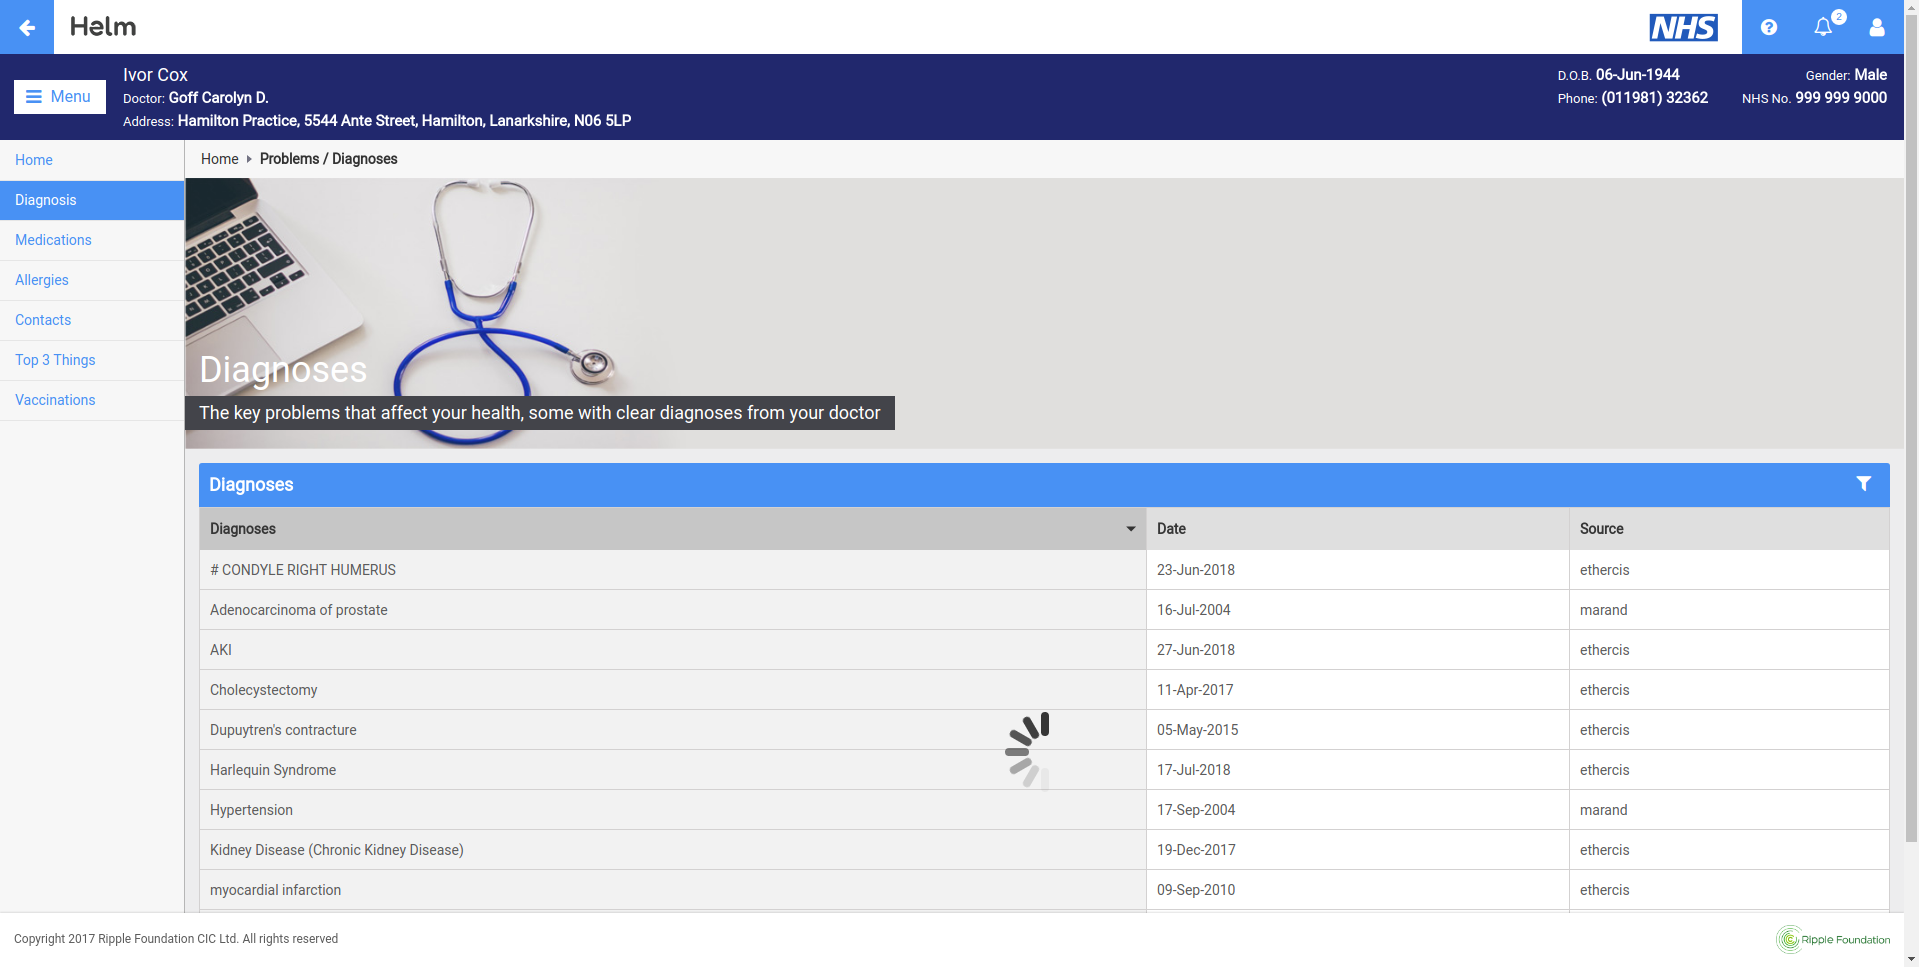 Helm
NHS
2
Ivor Cox
Doctor: Goff Carolyn D.
Address: Hamilton Practice, 5544 Ante Street, Hamilton, Lanarkshire, N06 5LP
D.O.B. 06-Jun-1944
Gender: Male
Phone: (011981) 32362
NHS No. 999 999 9000
Menu
Home
Diagnosis
Medications
Allergies
Contacts
Top 3 Things
Vaccinations
Home Problems / Diagnoses
Diagnoses
The key problems that affect your health, some with clear diagnoses from your doctor
Diagnoses
Diagnoses Date Source
# CONDYLE RIGHT HUMERUS 23-Jun-2018 ethercis
Adenocarcinoma of prostate 16-Jul-2004 marand
AKI 27-Jun-2018 ethercis
Cholecystectomy 11-Apr-2017 ethercis
Dupuytren's contracture 05-May-2015 ethercis
Harlequin Syndrome 17-Jul-2018 ethercis
Hypertension 17-Sep-2004 marand
Kidney Disease (Chronic Kidney Disease) 19-Dec-2017 ethercis
myocardial infarction 09-Sep-2010 ethercis
Copyright 2017 Ripple Foundation CIC Ltd. All rights reserved
Ripple Foundation